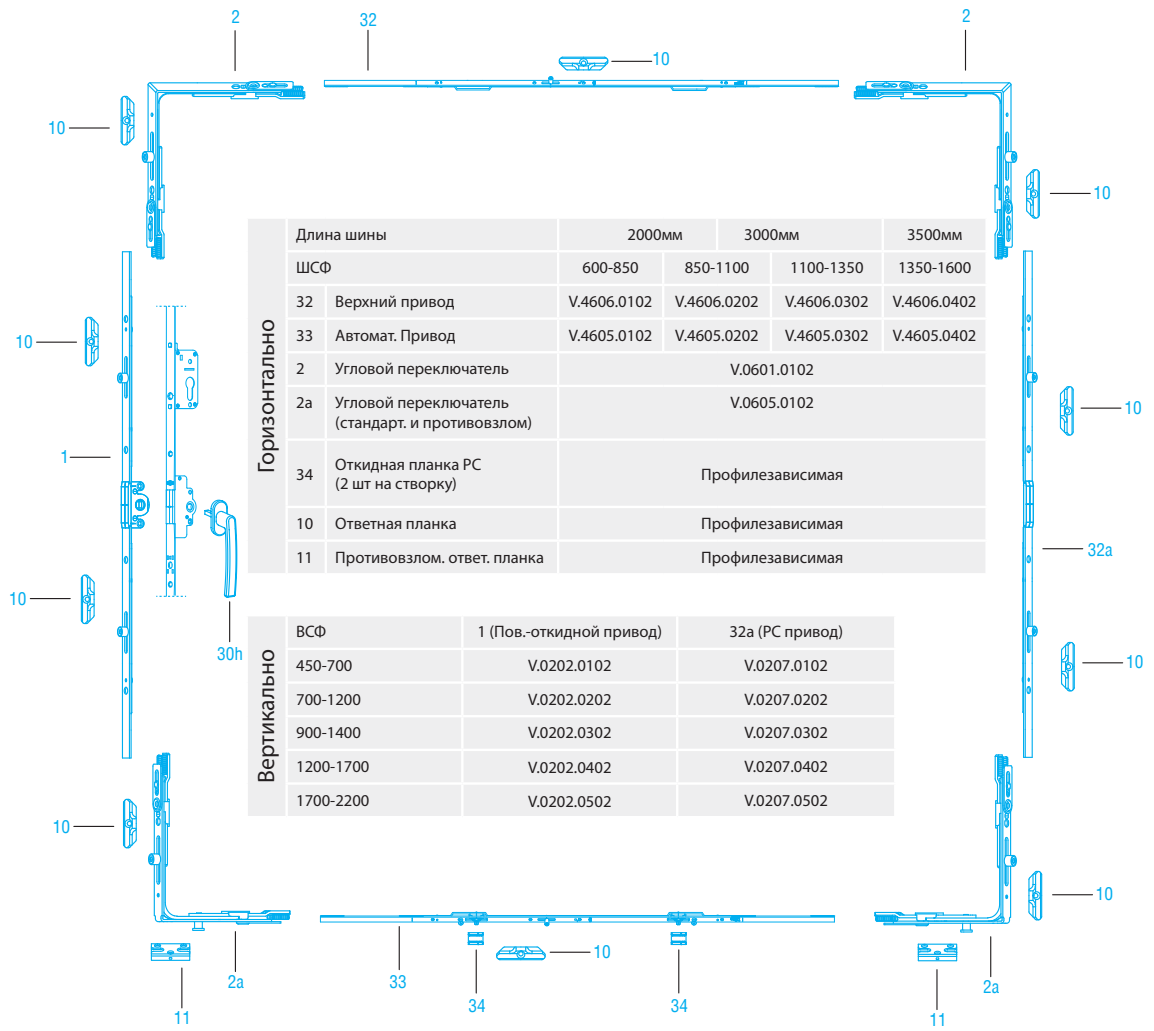 2
32
2
10
10
10
Длина шины 2000мм 3000мм 3500мм
ШСФ 600-850 850-1100 1100-1350 1350-1600
32 Верхний привод V.4606.0102 V.4606.0202 V.4606.0302 V.4606.0402
33 Автомат. Привод V.4605.0102 V.4605.0202 V.4605.0302 V.4605.0402
2 Угловой переключатель V.0601.0102
2а Угловой переключатель V.0605.0102
(стандарт. и противовзлом)
34 Откидная планка PC
(2 шт на створку) Профилезависимая
10 Ответная планка Профилезависимая
11 Противовзлом. ответ. планка Профилезависимая
Горизонтально
10
10
1
32a
10
30h
10
ВСФ 1 (Пов.-откидной привод) 32а (PC привод)
450-700 V.0202.0102 V.0207.0102
700-1200 V.0202.0202 V.0207.0202
900-1400 V.0202.0302 V.0207.0302
1200-1700 V.0202.0402 V.0207.0402
1700-2200 V.0202.0502 V.0207.0502
Вертикально
10
10
10
2a
33
34
34
2a
11
11